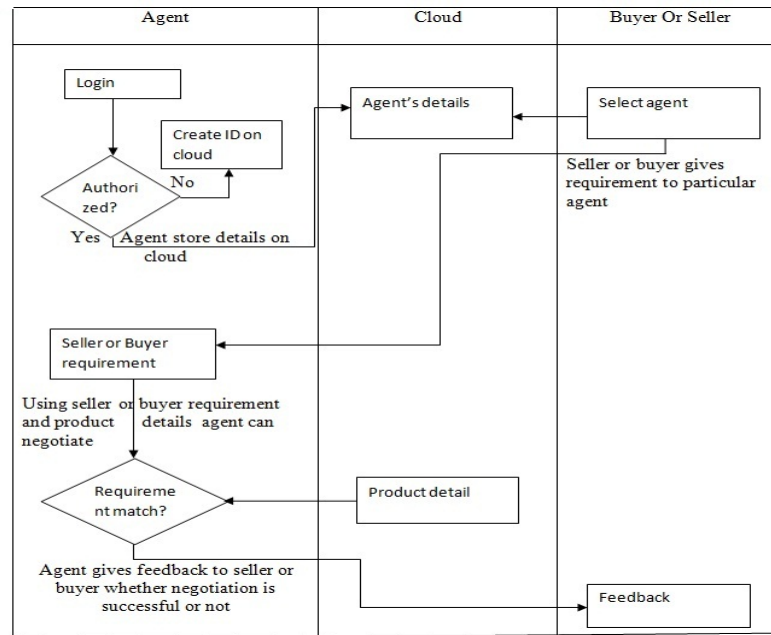 Agent
Cloud
Buyer Or Seller
Login
Agent’s details
Select agent
Create ID on
cloud
Authori
zed?
No
Seller or buyer gives
requirement to particular
agent
Yes
Agent store details on
cloud
Seller or Buyer
requirement
Using seller or buyer requirement
and product details agent can
negotiate
Requireme
nt match?
Product detail
Agent gives feedback to seller or
buyer whether negotiation is
successful or not
Feedback